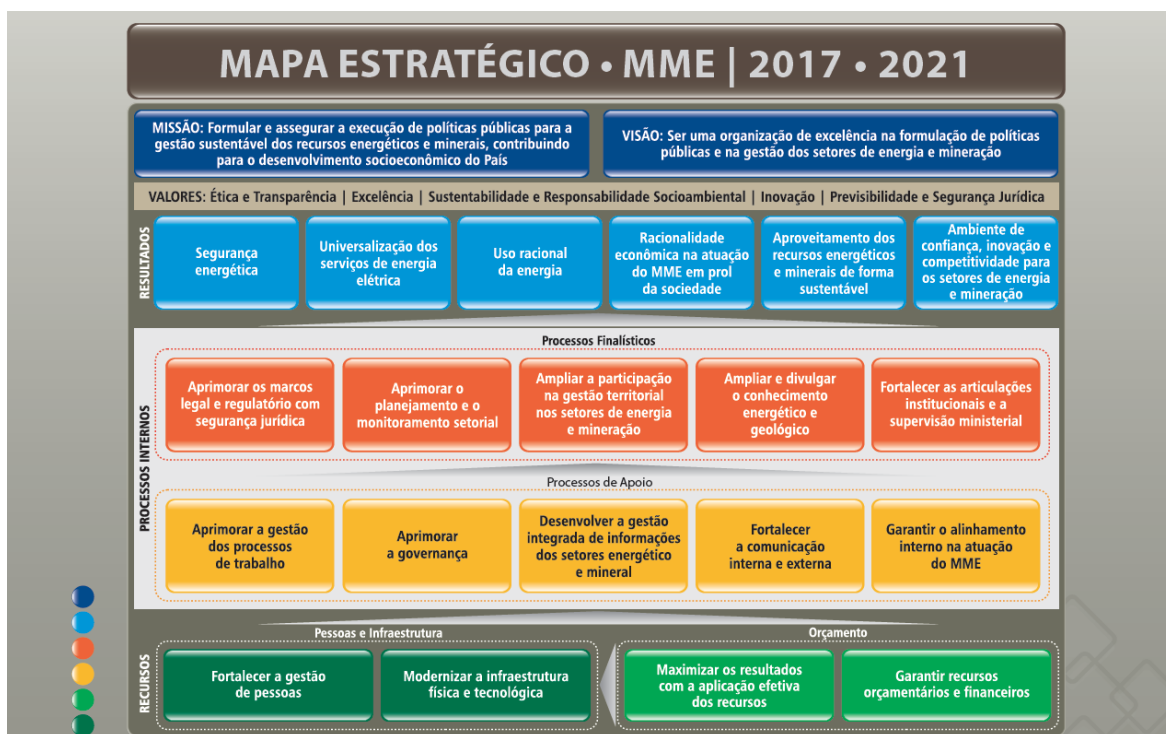 MAPA ESTRATÉGICO • MME | 2017 • 2021
MISSÃO: Formular e assegurar a execução de políticas públicas para a
gestão sustentável dos recursos energéticos e minerais, contribuindo
para o desenvolvimento socioeconômico do País
VISÃO: Ser uma organização de excelência na formulação de políticas
públicas e na gestão dos setores de energia e mineração
VALORES: Ética e Transparência | Excelência | Sustentabilidade e Responsabilidade Socioambiental | Inovação | Previsibilidade e Segurança Jurídica
RESULTADOS
Segurança
energética
Universalização dos
serviços de energia
elétrica
Uso racional
da energia
Racionalidade
econômica na atuação
do MME em prol
da sociedade
Aproveitamento dos
recursos energéticos
e minerais de forma
sustentável
Ambiente de
confiança, inovação e
competitividade para
os setores de energia
e mineração
PROCESSOS INTERNOS
Processos Finalísticos
Aprimorar os marcos
legal e regulatório com
segurança jurídica
Aprimorar o
planejamento e o
monitoramento setorial
Ampliar a participação
na gestão territorial
nos setores de energia
e mineração
Ampliar e divulgar
o conhecimento
energético e
geológico
Fortalecer as articulações
institucionais e a
supervisão ministerial
Processos de Apoio
Aprimorar a gestão
dos processos
de trabalho
Aprimorar
a governança
Desenvolver a gestão
integrada de informações
dos setores energético
e mineral
Fortalecer
a comunicação
interna e externa
Garantir o alinhamento
interno na atuação
do MME
RECURSOS
Pessoas e Infraestrutura
Fortalecer a gestão
de pessoas
Modernizar a infraestrutura
física e tecnológica
Orçamento
Maximizar os resultados
com a aplicação efetiva
dos recursos
Garantir recursos
orçamentários e financeiros